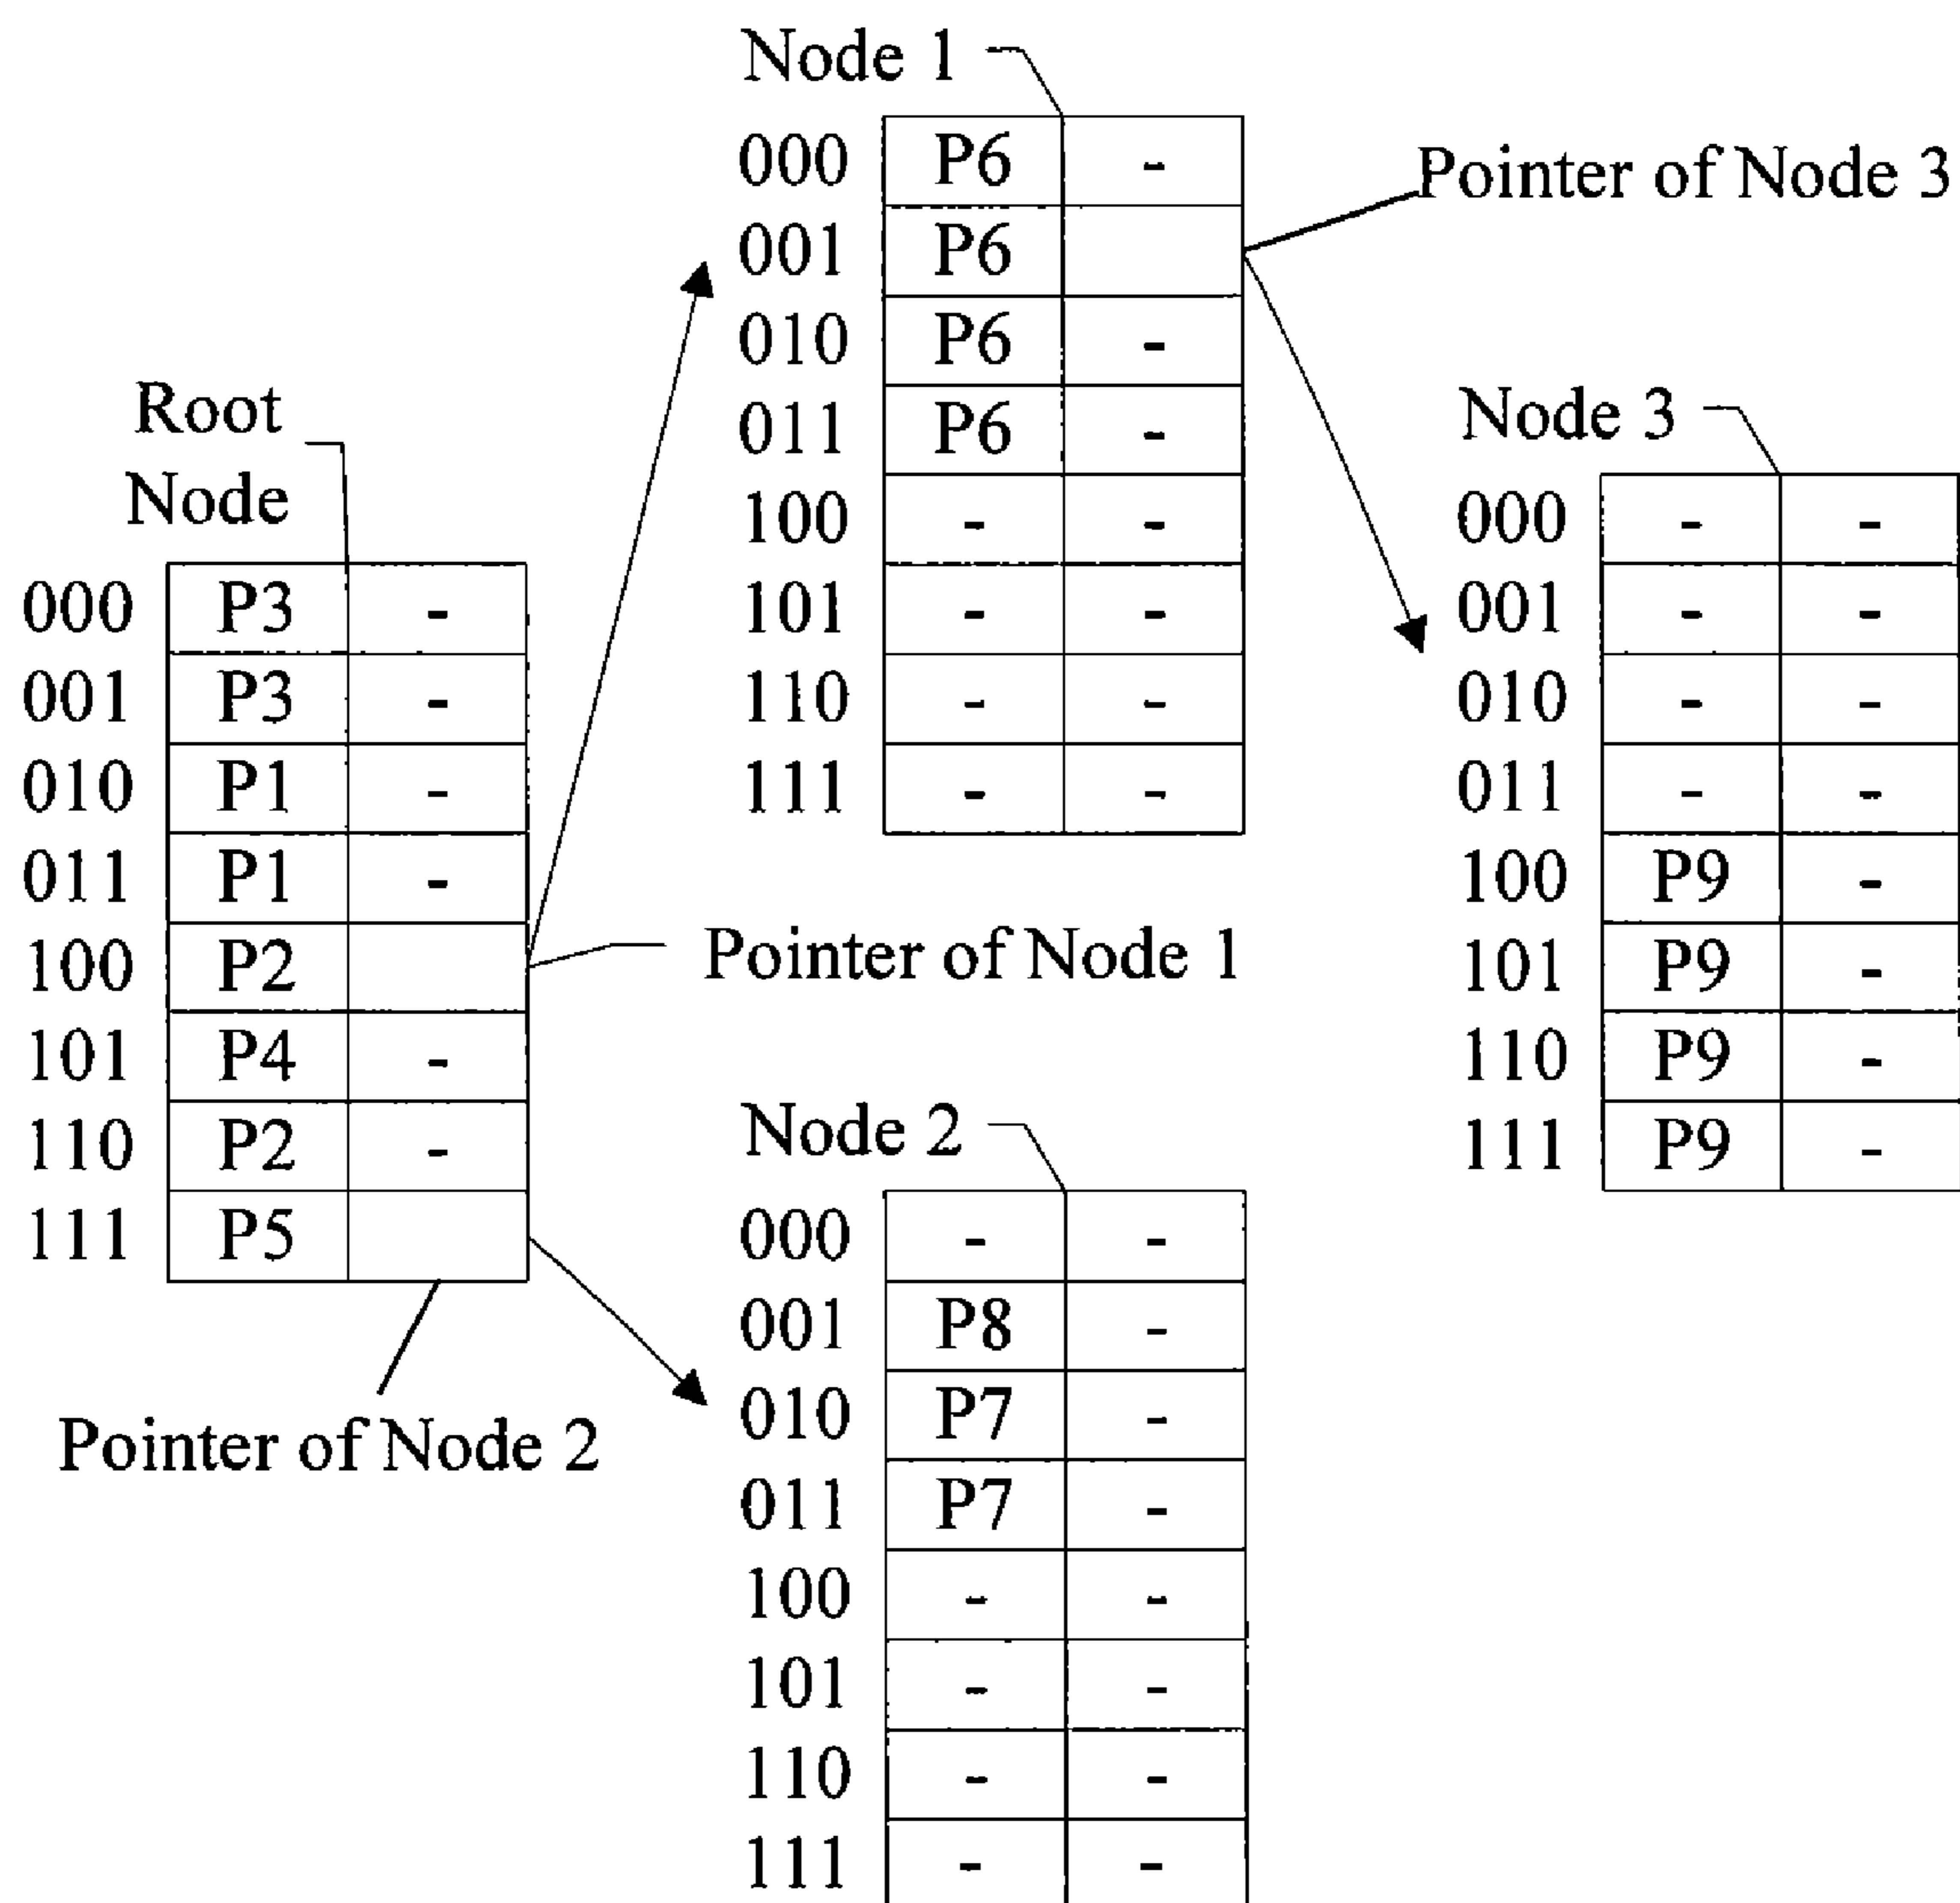 Root
Node
000 P3 -
001 P3 -
010 P1 -
011 P1 -
100 P2
101 P4 -
110 P2 -
111 P5
Pointer of Node 2
Node 1
000 P6 -
001 P6
010 P6 -
011 P6 -
100 - -
101 - -
110 - -
111 - -
Pointer of Node 1
Pointer of Node 3
Node 2
000 - -
001 P8 -
010 P7 -
011 P7 -
100 - -
101 - -
110 - -
111 - -
Node 3
000 - -
001 - -
010 - -
011 - -
100 P9 -
101 P9 -
110 P9 -
111 P9 -